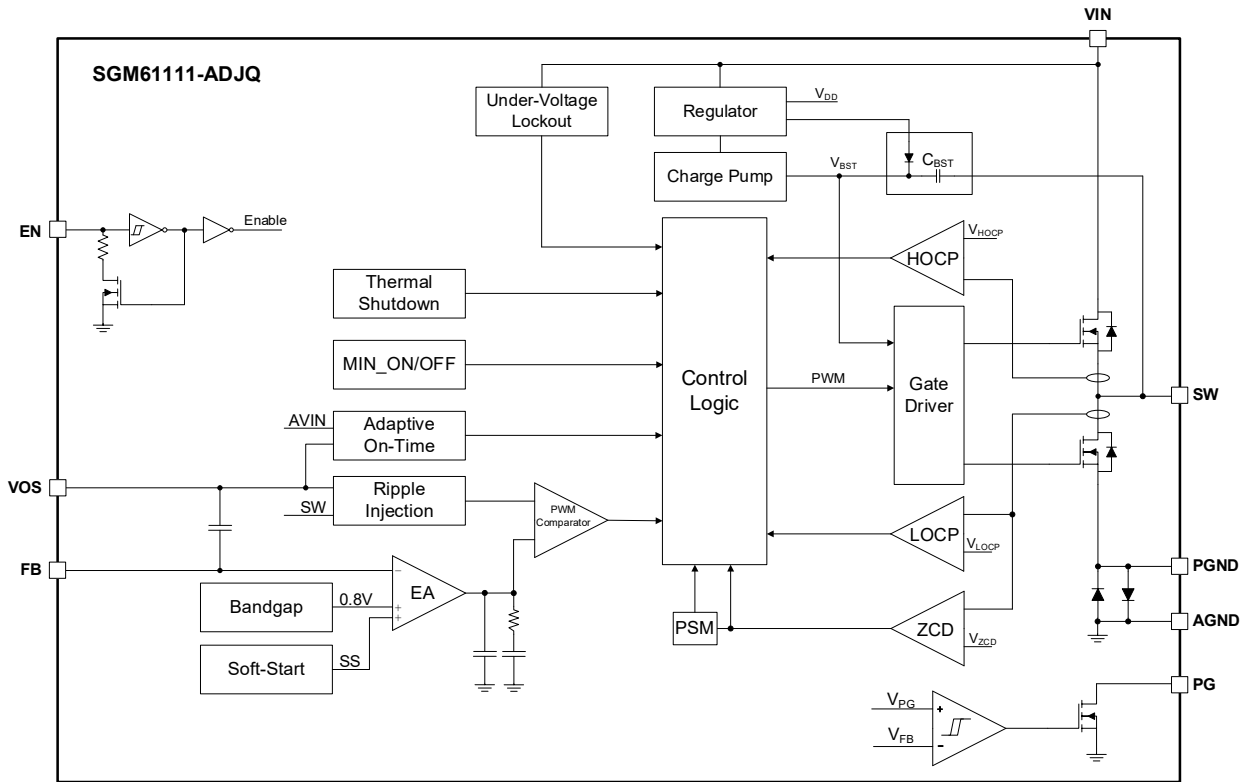 VIN
SGM61111-ADJQ
Under-Voltage
Lockout
Regulator
VDD
Charge Pump
VBST
CBST
EN
Enable
HOCP
VHOCP
Thermal
Shutdown
MIN_ON/OFF
Control
Logic
PWM
Gate
Driver
SW
AVIN
Adaptive
On-Time
VOS
SW
Ripple
Injection
PWM
Comparator
LOCP
VLOCP
FB
EA
Bandgap
0.8V
PSM
ZCD
VZCD
PGND
AGND
Soft-Start
SS
PG
VPG
VFB
+
-
-
+
+